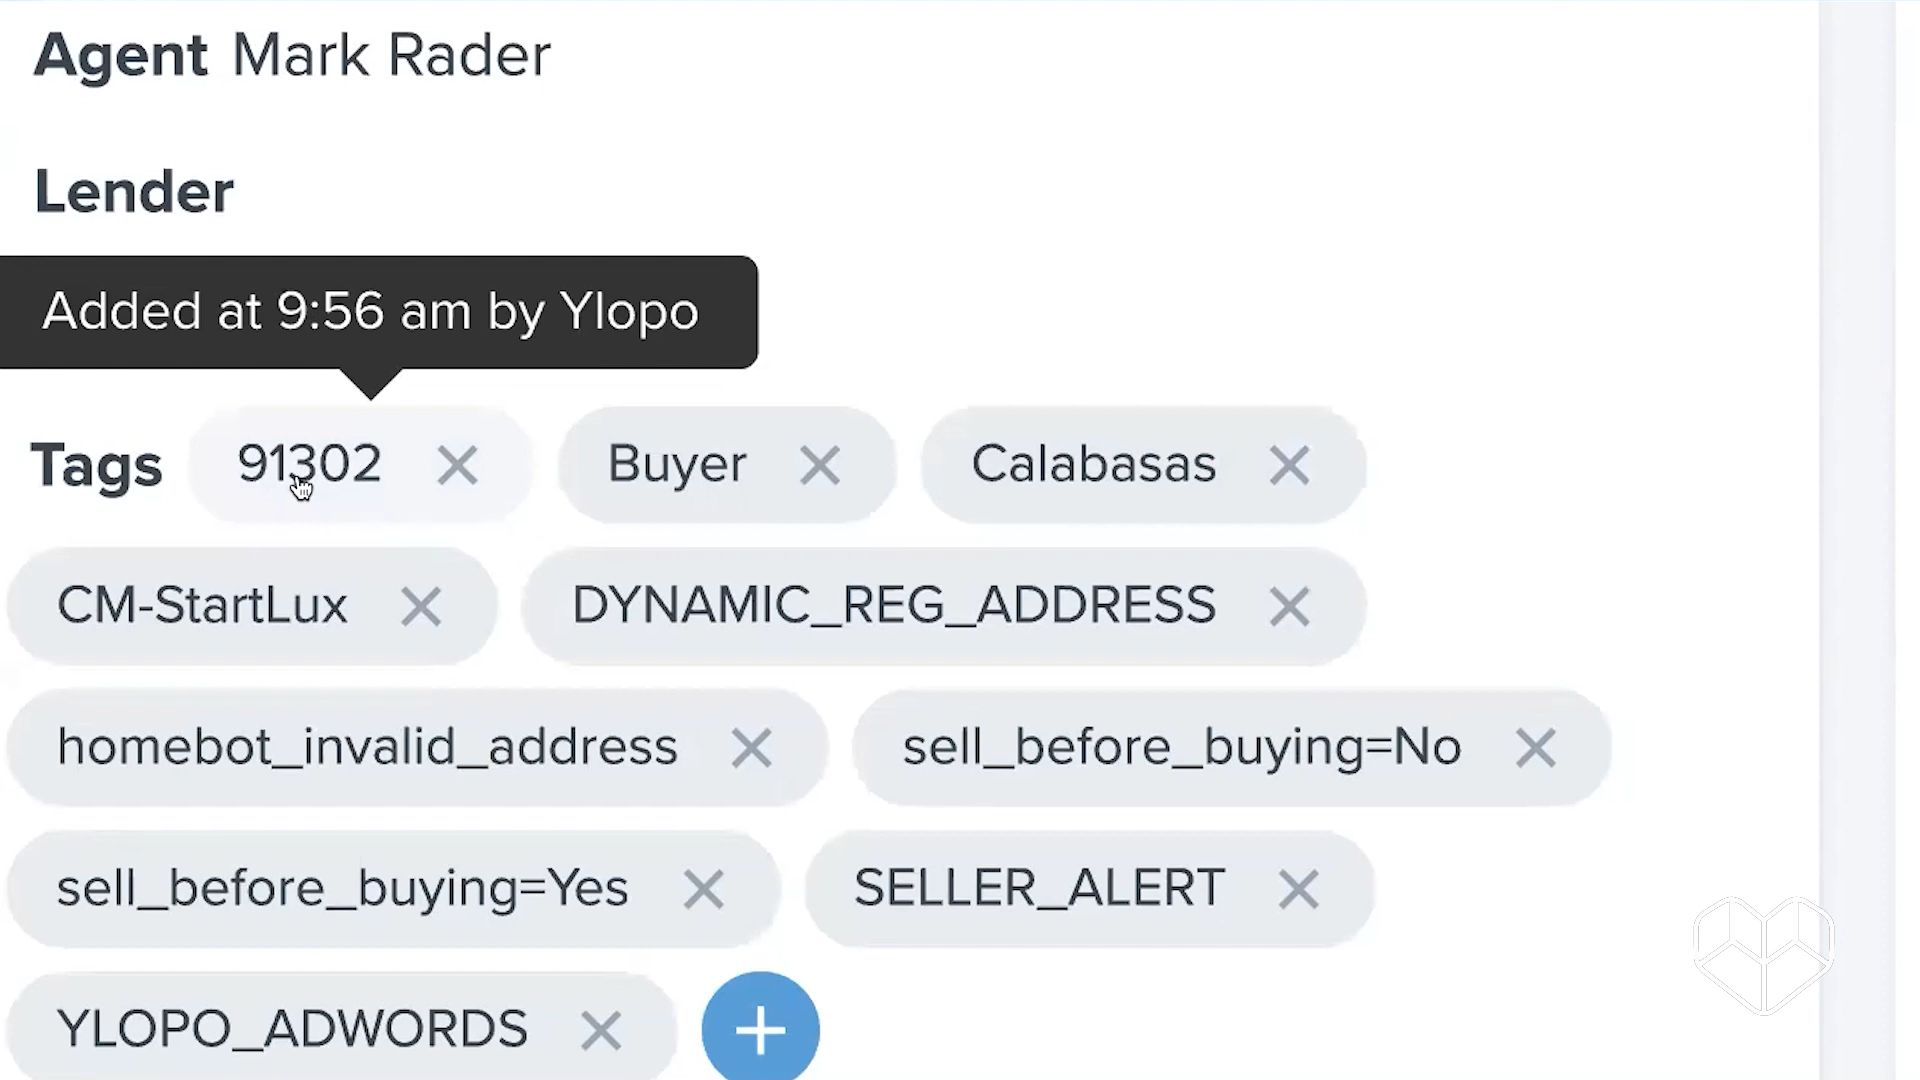 Agent Mark Rader
Lender
Added at 9:56 am by Ylopo
Tags 91302 Buyer Calabasas
CM-StartLux DYNAMIC_REG_ADDRESS
homebot_invalid_address sell_before_buying=No
sell_before_buying=Yes SELLER_ALERT
YLOPO_ADWORDS